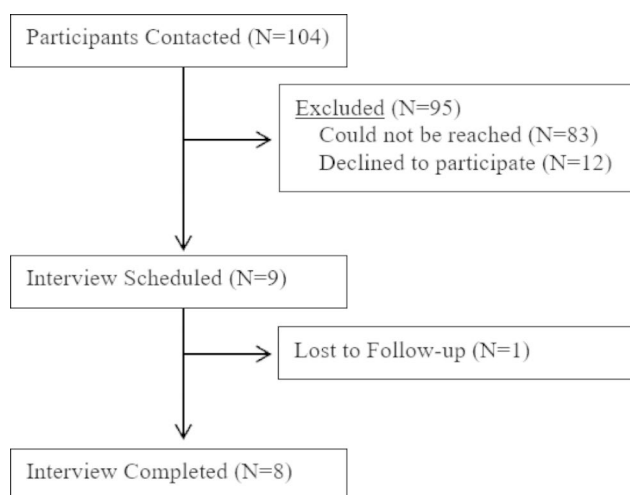 Participants Contacted (N=104)
Excluded (N=95)
Could not be reached (N=83)
Declined to participate (N=12)
Interview Scheduled (N=9)
Lost to Follow-up (N=1)
Interview Completed (N=8)